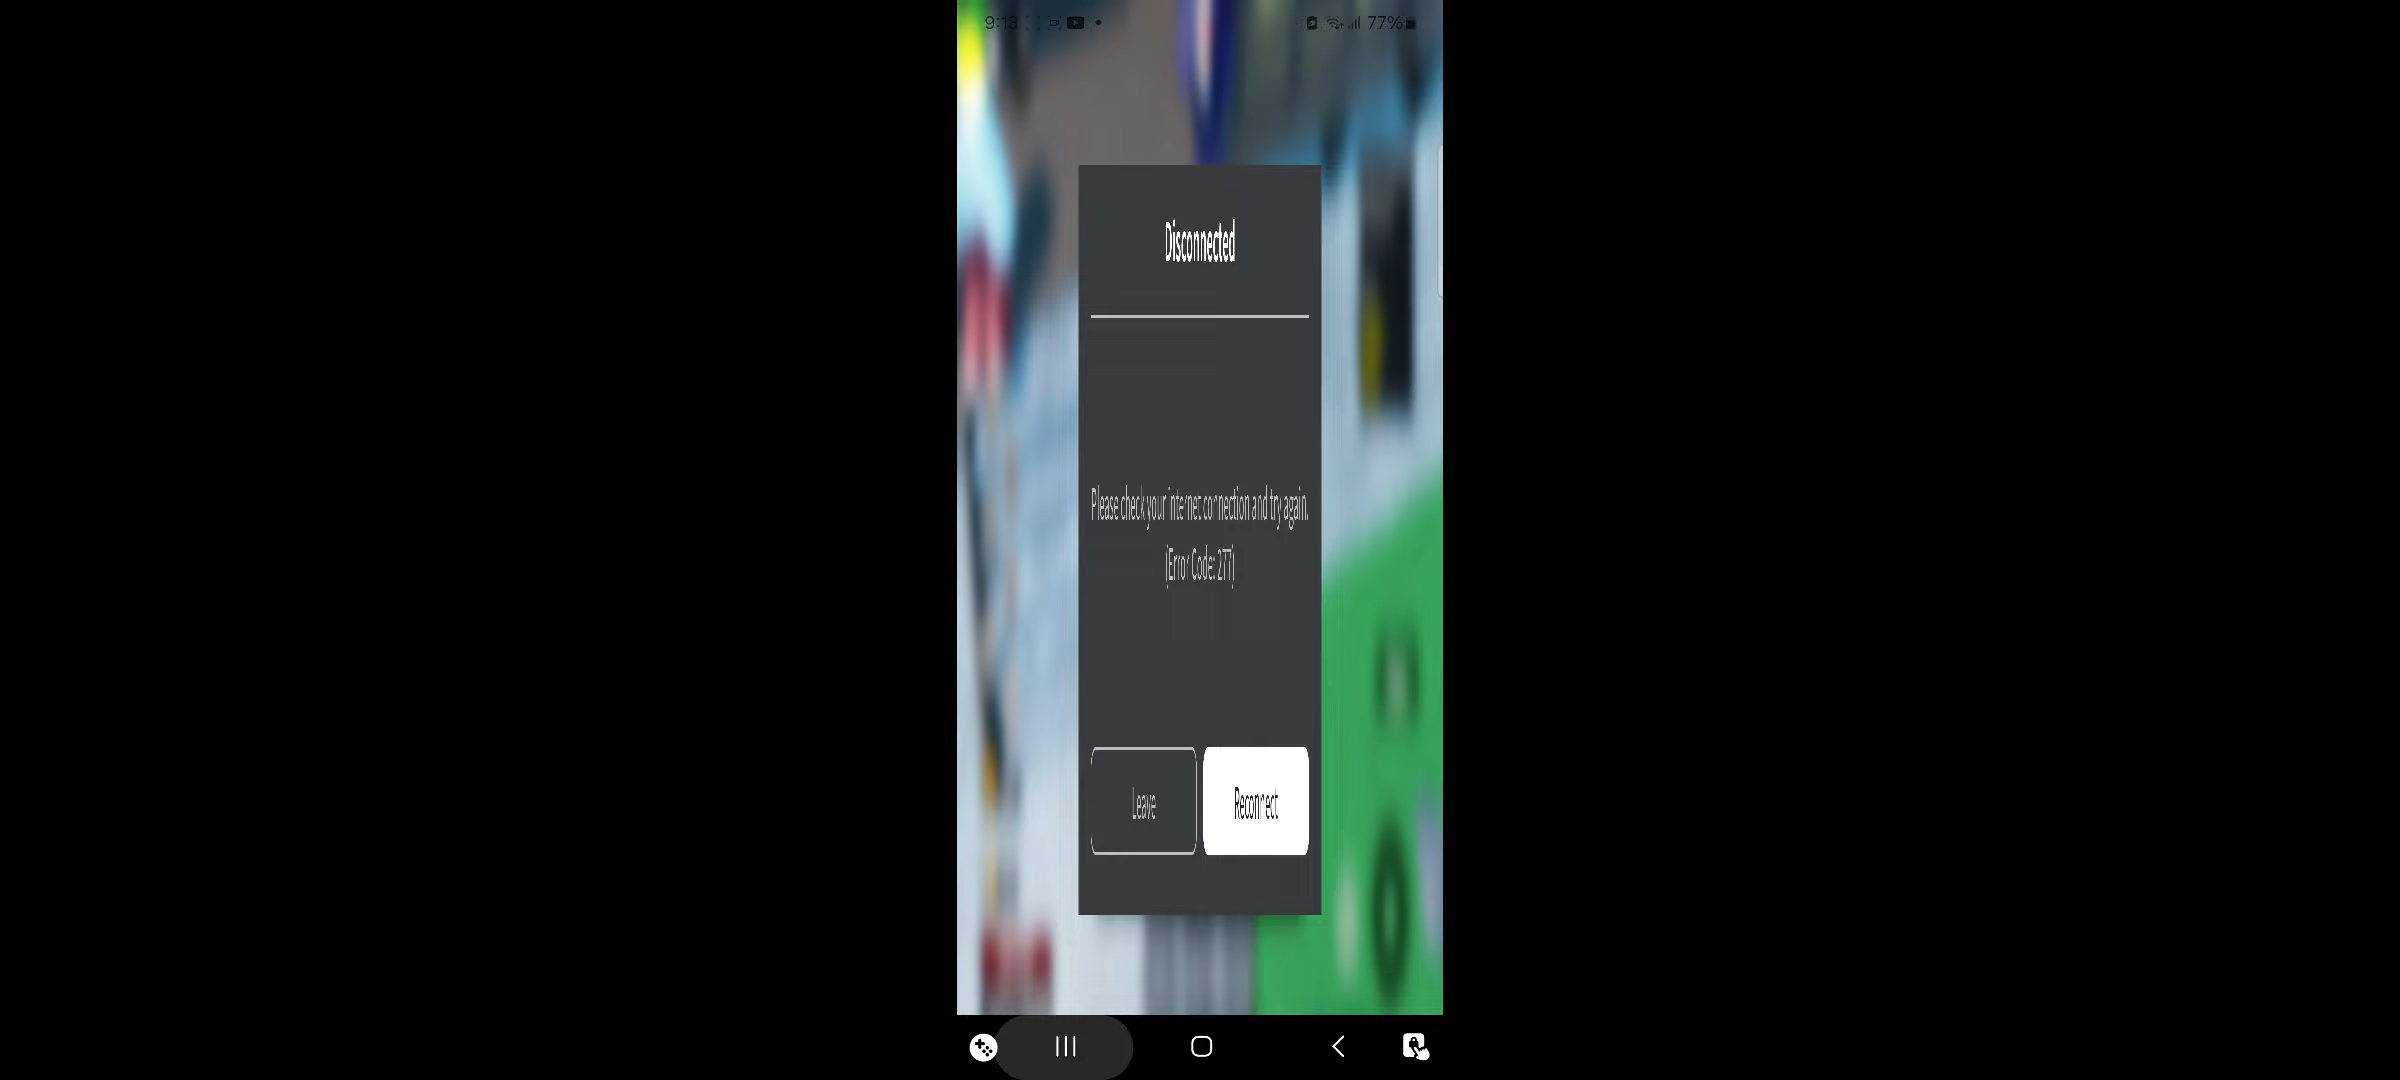 9:13
77%
Disconnected
Please check your internet connection and try again.
(Error Code: 277)
Leave
Reconnect